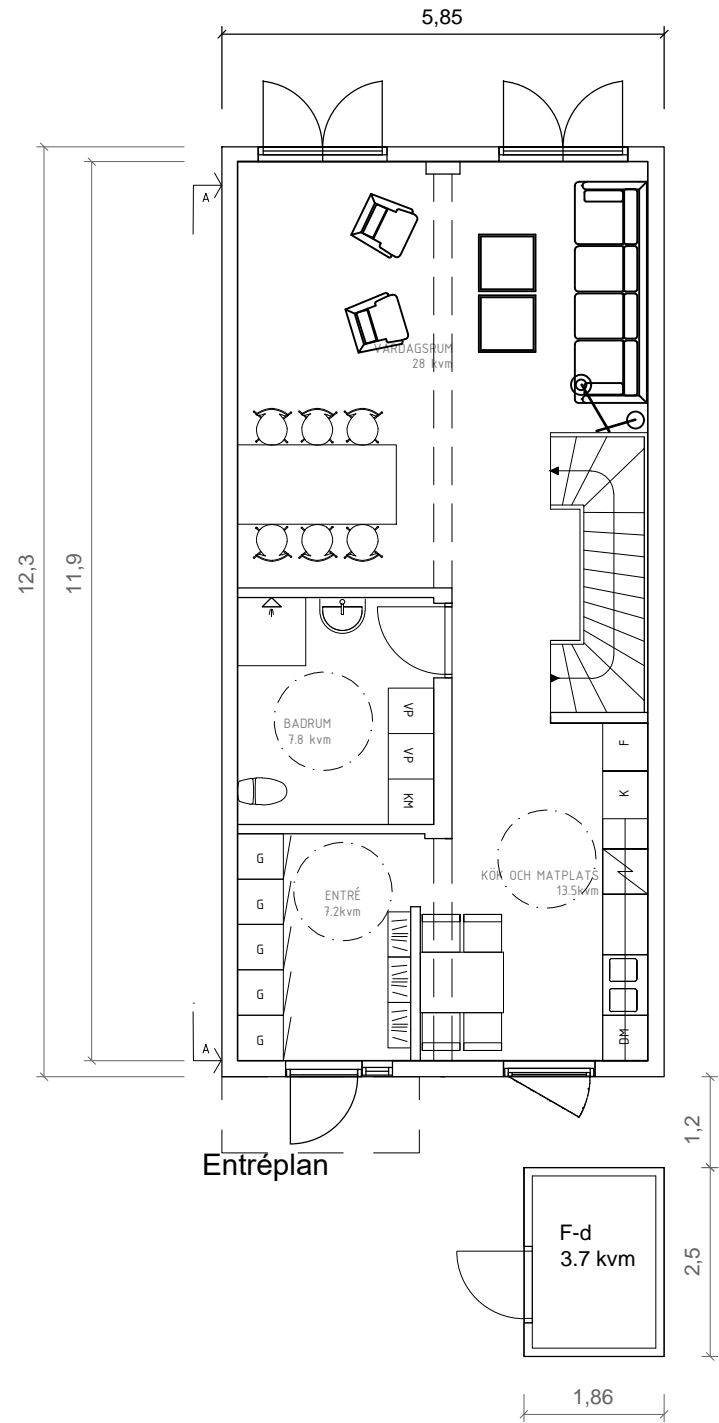 5,85
A
VARDAGSRUM
28 kvm
12,3
11,9
BADRUM
7.8 kvm
VP
VP
KM
F
K
KÖK OCH MATPLATS
13.5kvm
ENTRÉ
7.2kvm
G
G
G
G
G
DM
A
Entréplan
1,2
F-d
3.7 kvm
2,5
1,86